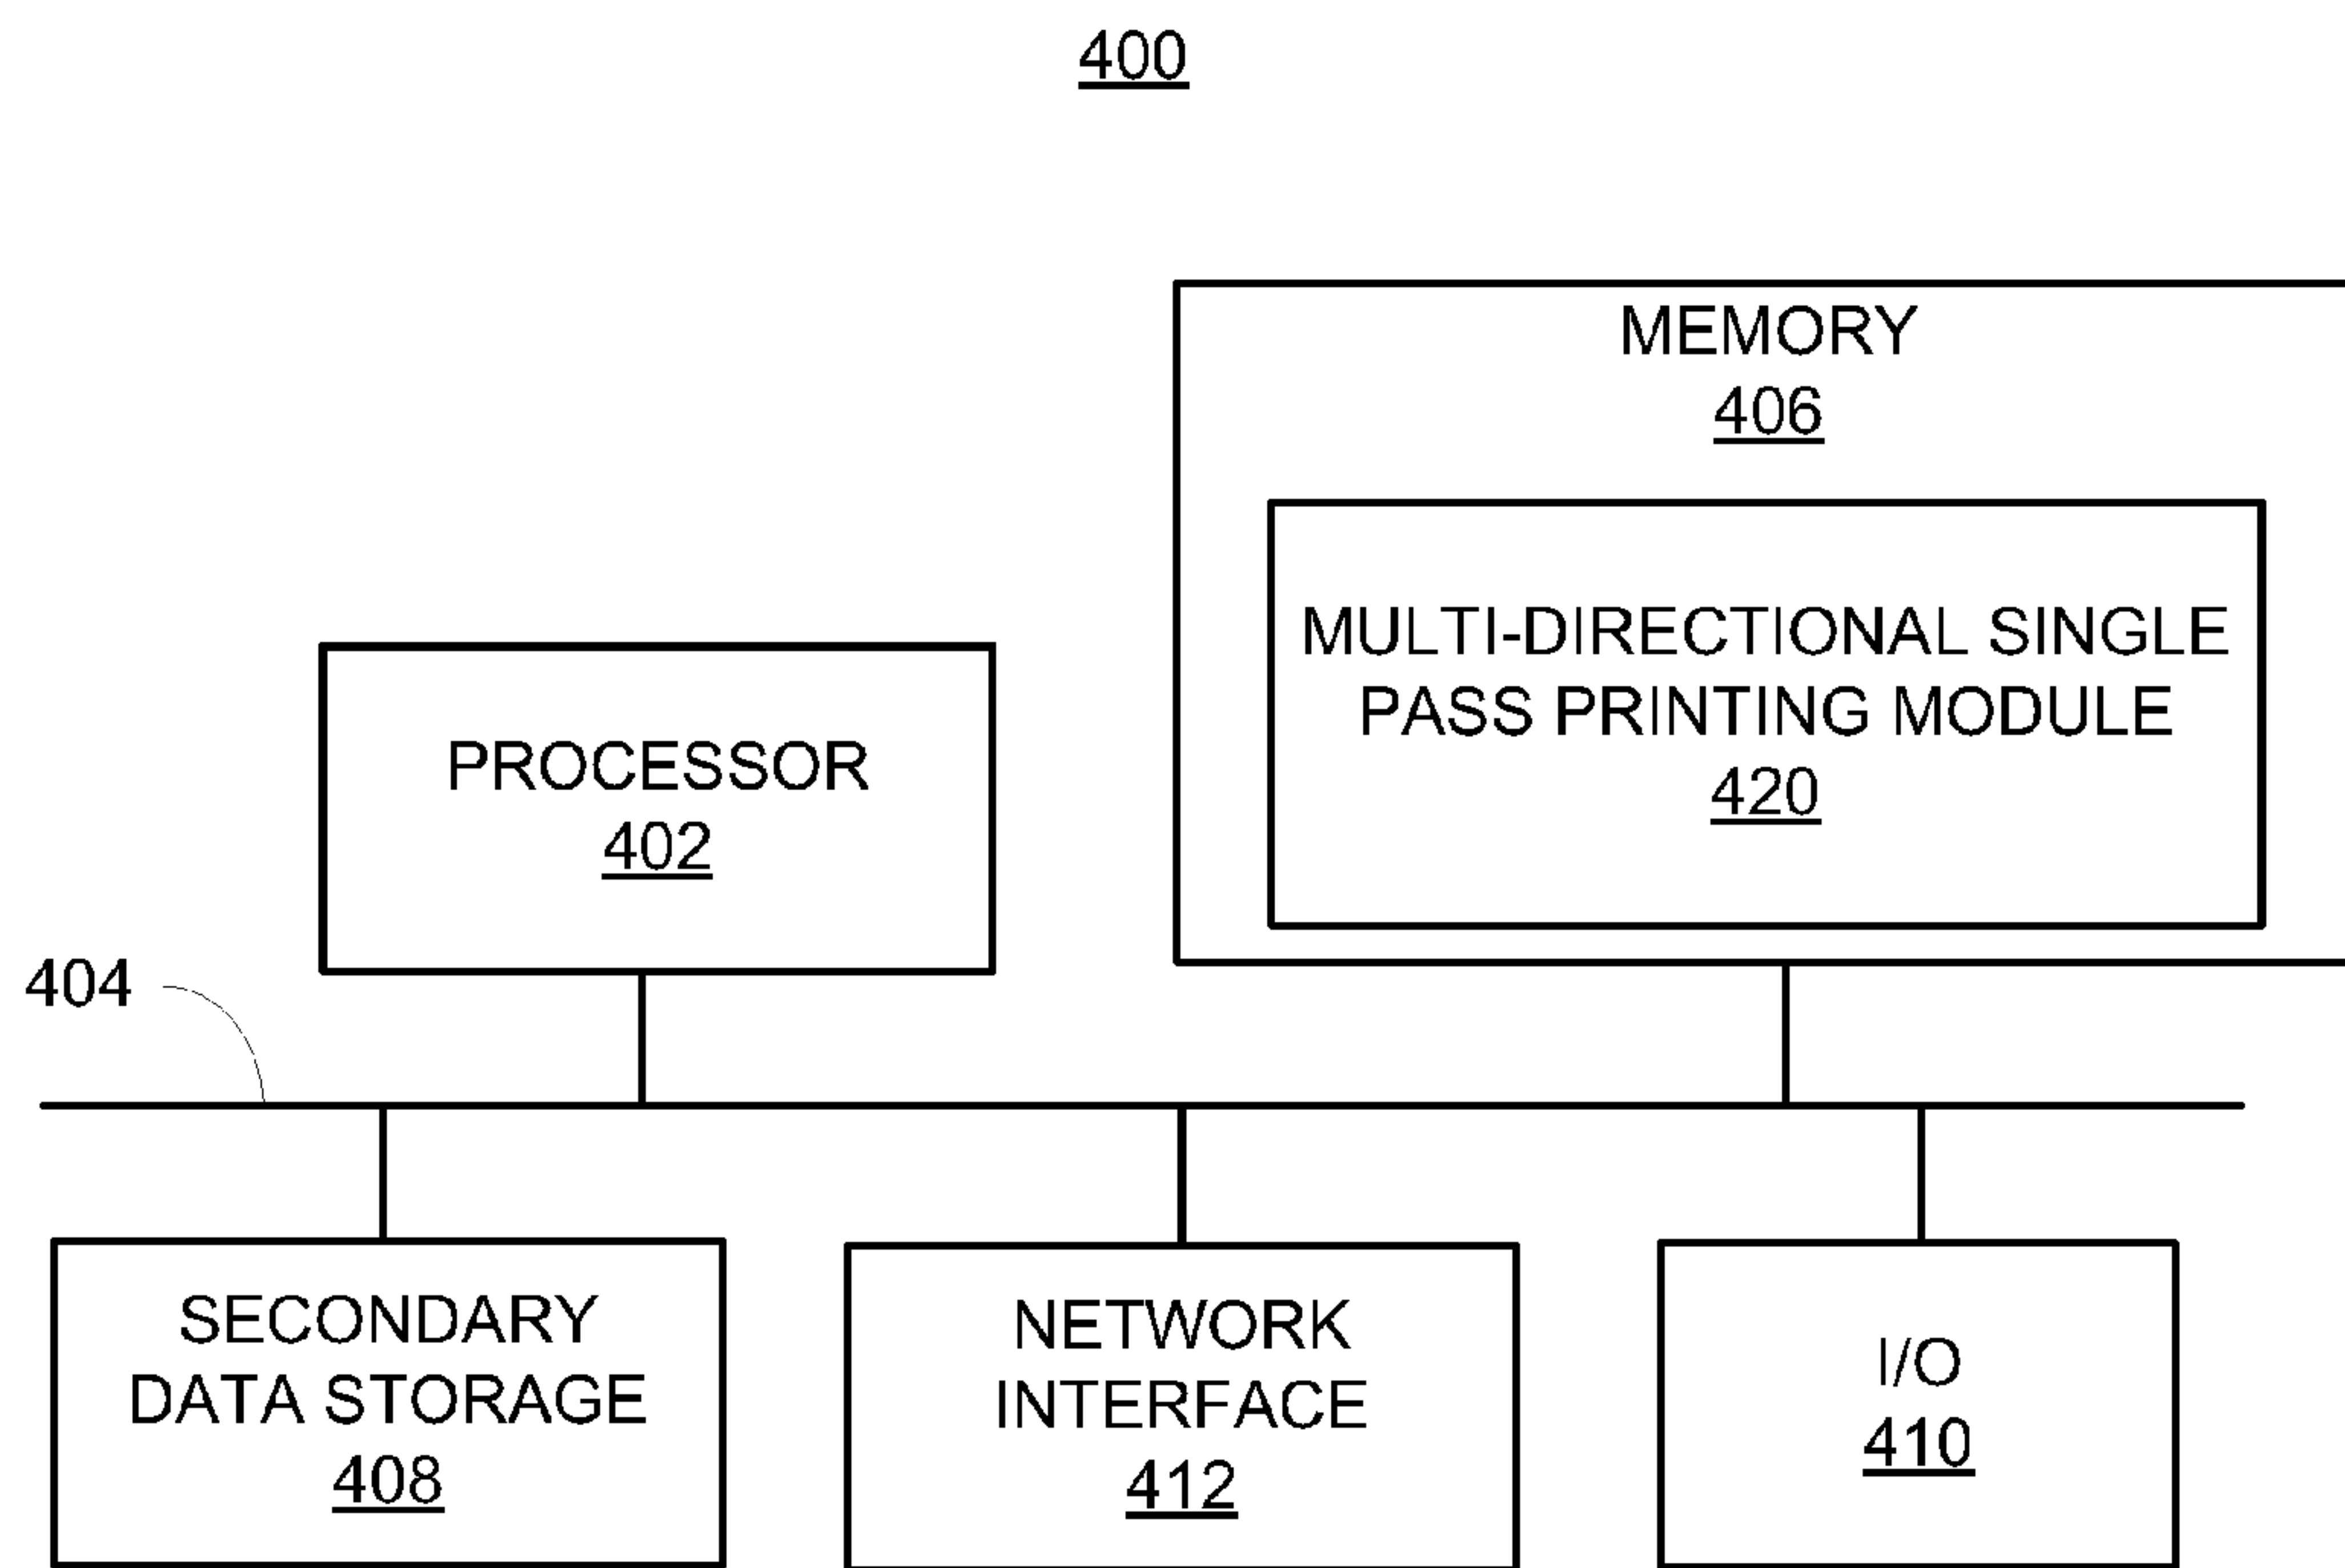 400
MEMORY
406
MULTI-DIRECTIONAL SINGLE
PASS PRINTING MODULE
420
PROCESSOR
402
404
SECONDARY
DATA STORAGE
408
NETWORK
INTERFACE
412
I/O
410